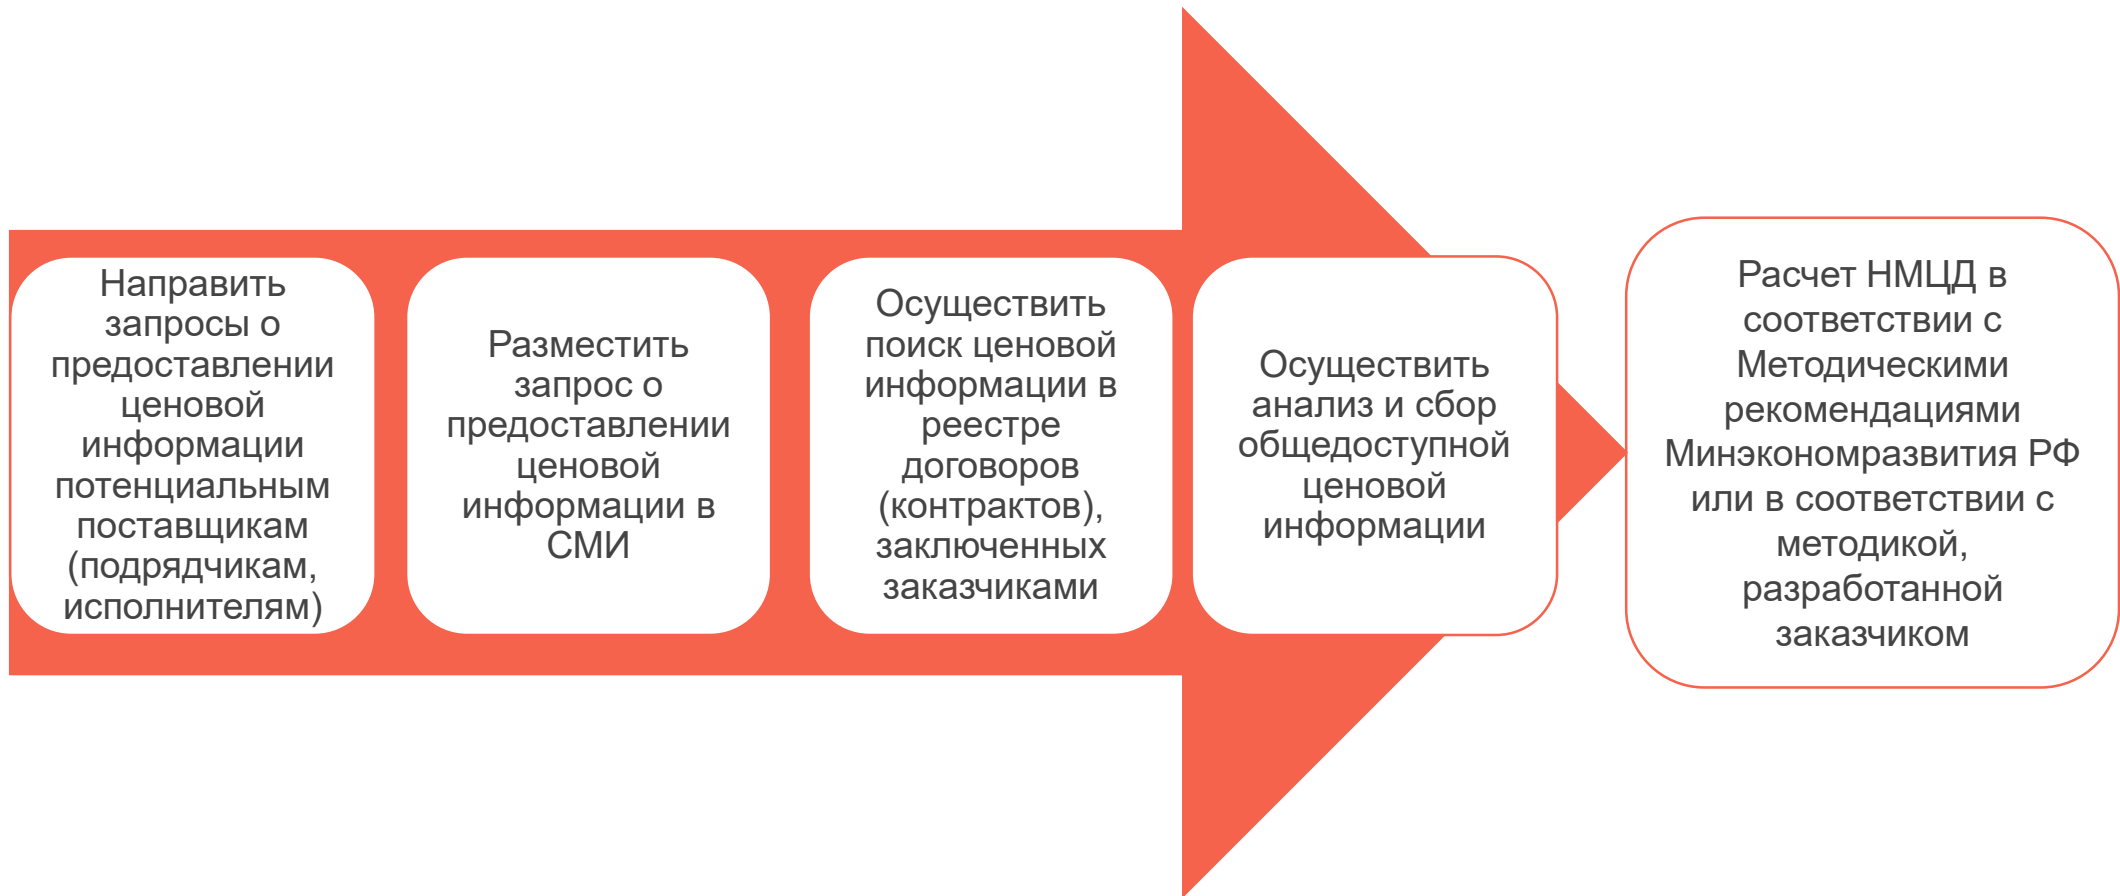 Направить
запросы о
предоставлении
ценовой
информации
потенциальным
поставщикам
(подрядчикам,
исполнителям)
Разместить
запрос о
предоставлении
ценовой
информации в
СМИ
Осуществить
поиск ценовой
информации в
реестре
договоров
(контрактов),
заключенных
заказчиками
Осуществить
анализ и сбор
общедоступной
ценовой
информации
Расчет НМЦД в
соответствии с
Методическими
рекомендациями
Минэкономразвития РФ
или в соответствии с
методикой,
разработанной
заказчиком